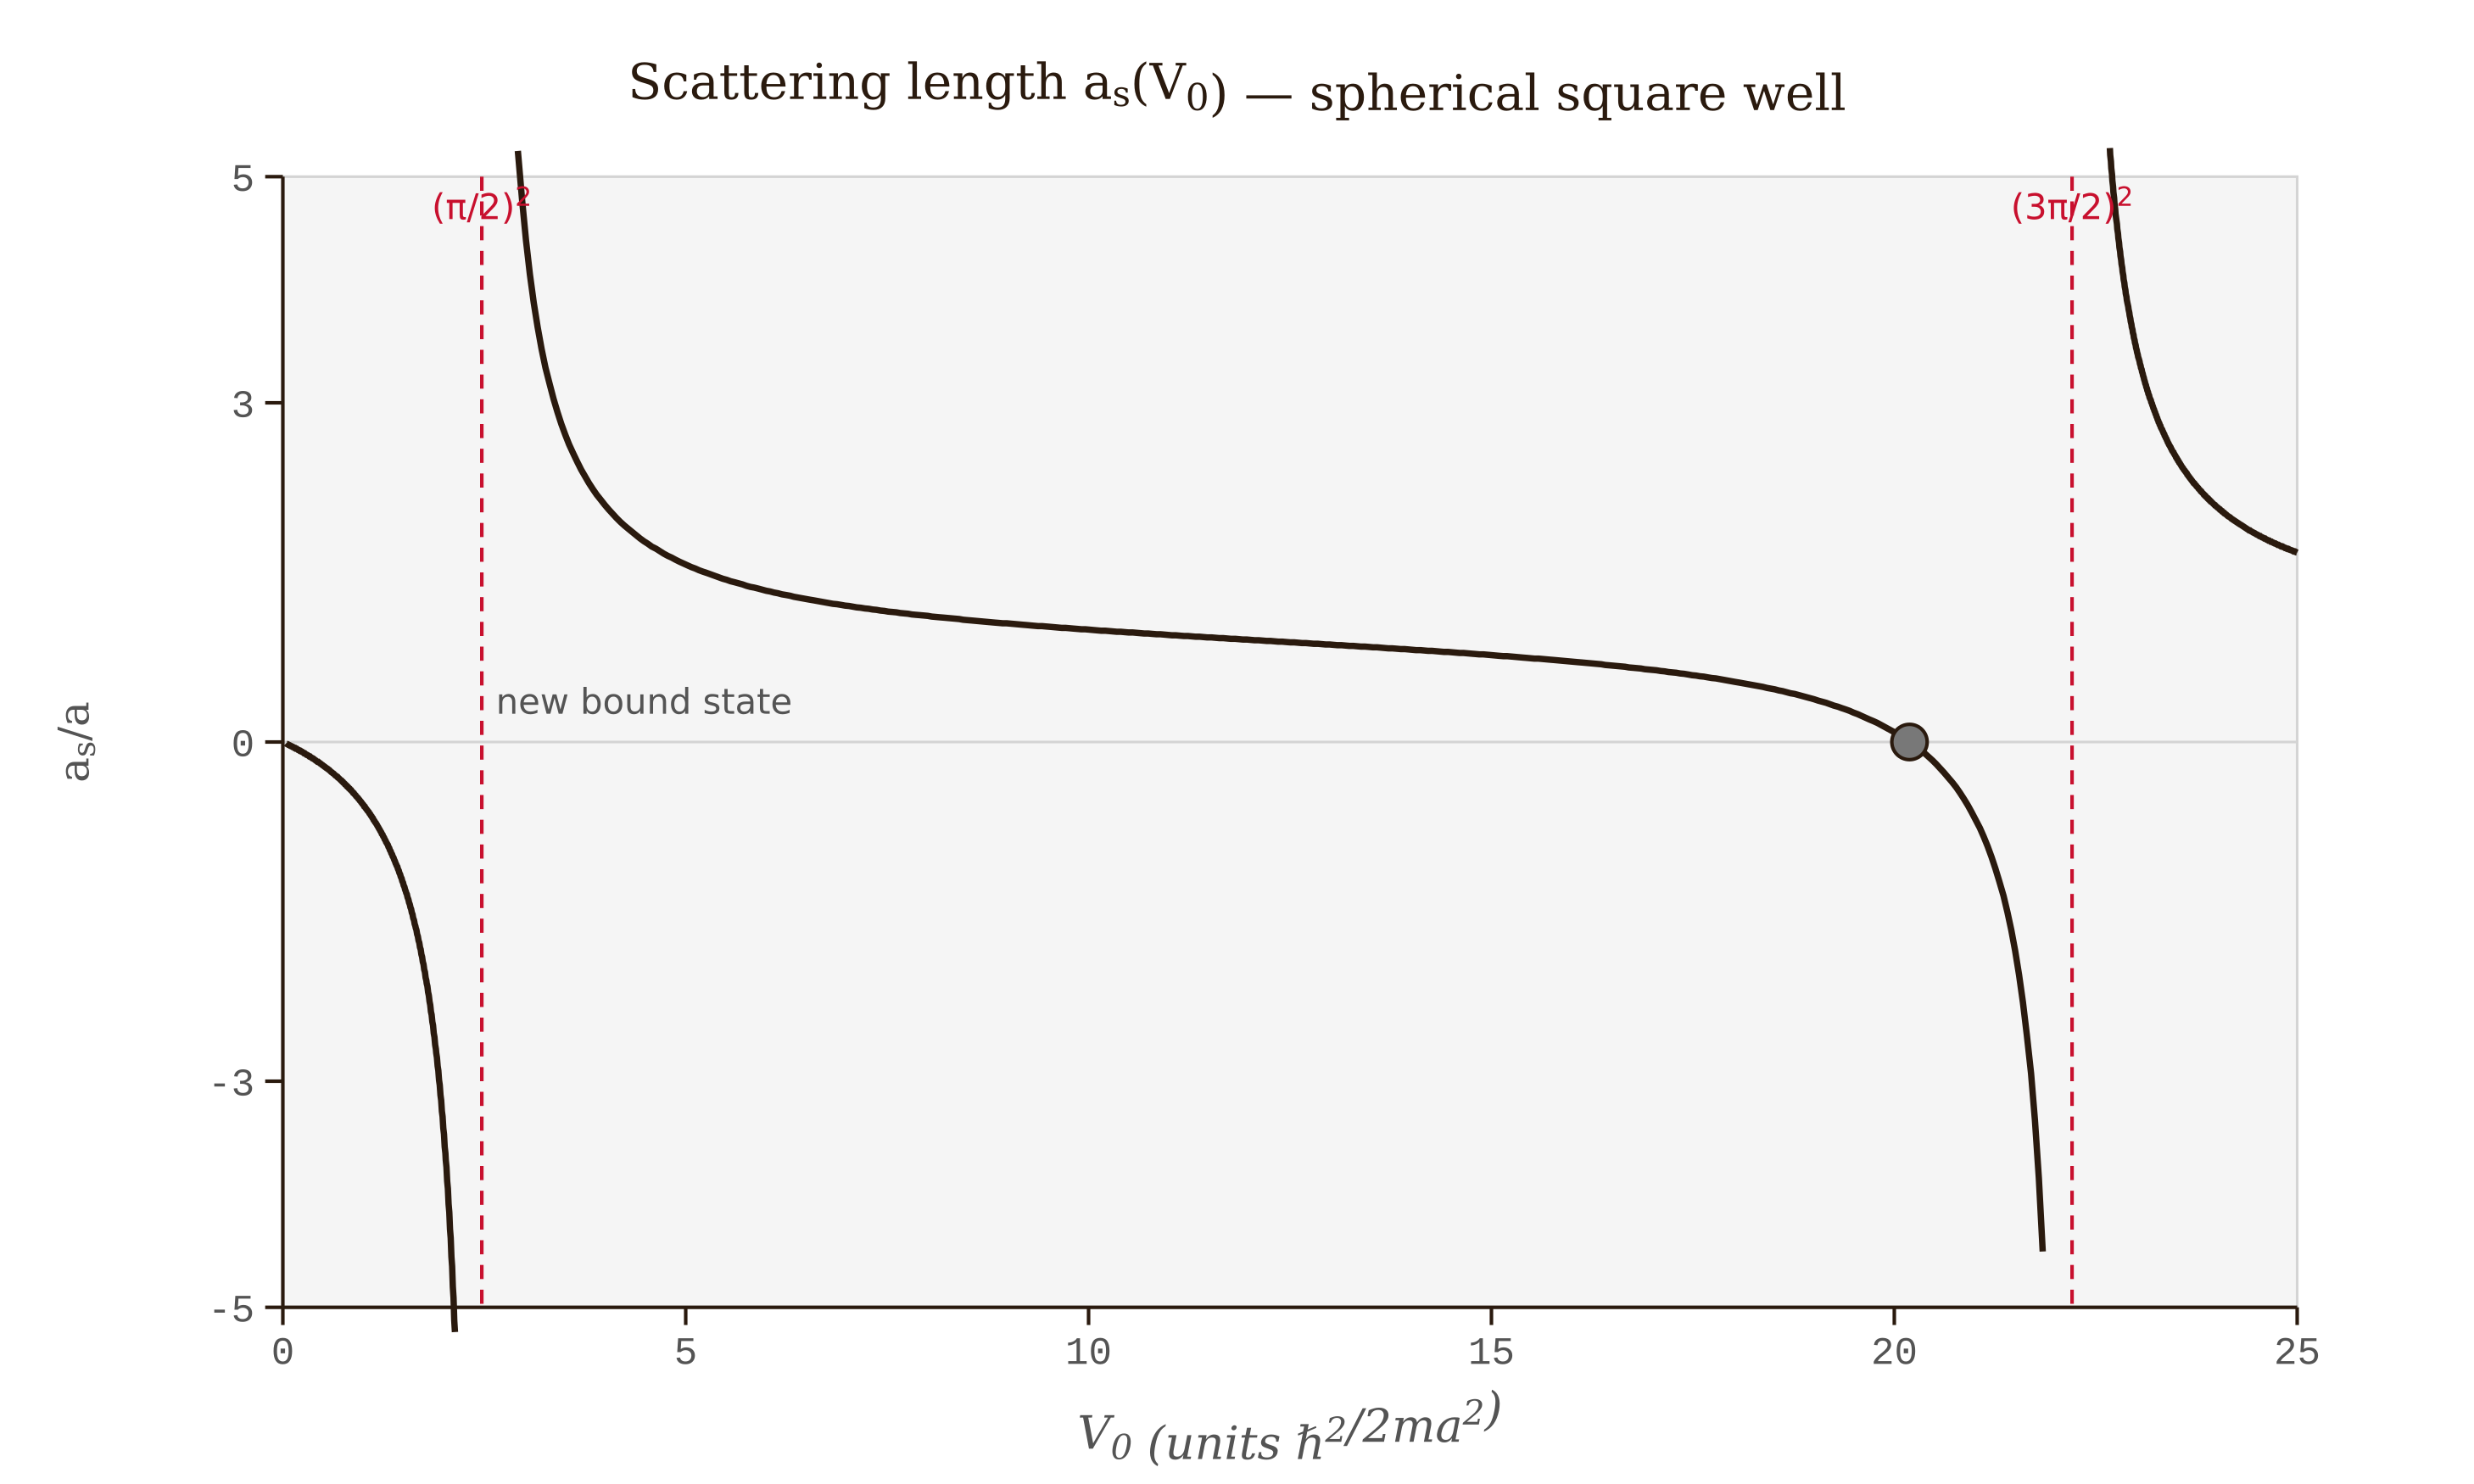 Scattering length aₛ(V₀) — spherical square well
5
(π/2)²
(3π/2)²
3
new bound state
aₛ/a
0
-3
-5
0 5 10 15 20 25
V₀ (units ℏ²/2ma²)